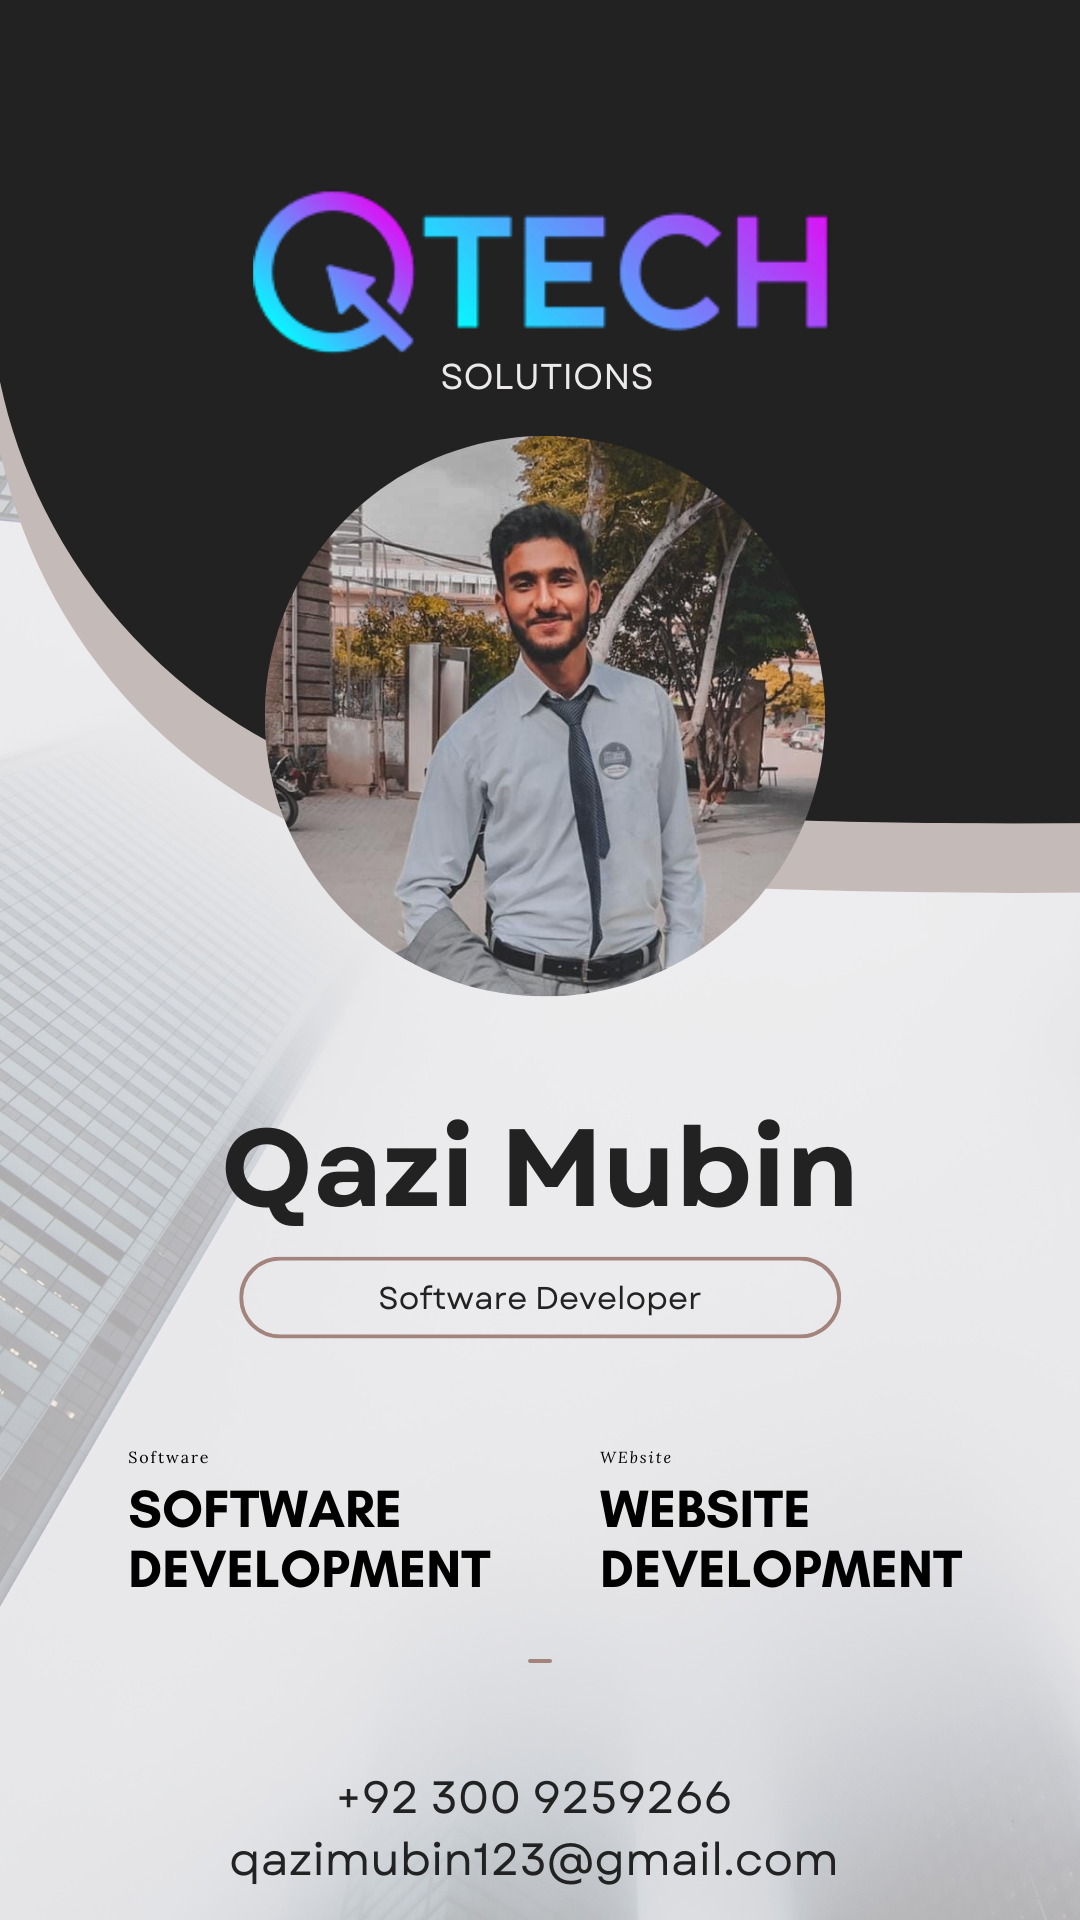 QTECH
SOLUTIONS
Qazi Mubin
Software Developer
Software
SOFTWARE
DEVELOPMENT
WEbsite
WEBSITE
DEVELOPMENT
+92 300 9259266
qazimubin123@gmail.com